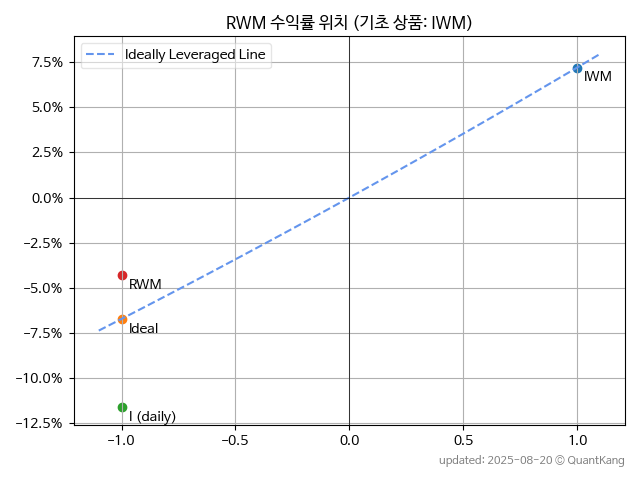 RWM 수익률 위치 (기초 상품: IWM)
Ideally Leveraged Line
7.5%
5.0%
2.5%
0.0%
−2.5%
−5.0%
−7.5%
−10.0%
−12.5%
IWM
RWM
Ideal
I (daily)
−1.0 −0.5 0.0 0.5 1.0
updated: 2025-08-20 © QuantKang